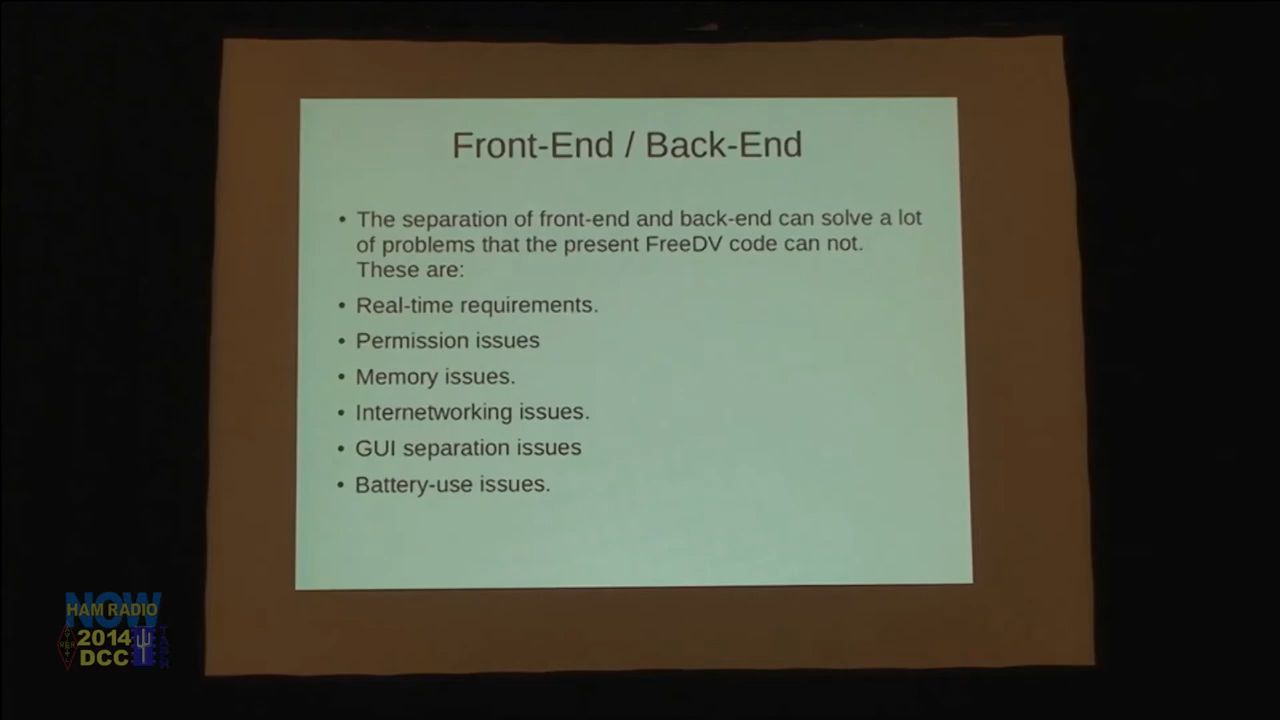 Front-End / Back-End
• The separation of front-end and back-end can solve a lot
of problems that the present FreeDV code can not.
These are:
• Real-time requirements.
• Permission issues
• Memory issues.
• Internetworking issues.
• GUI separation issues
• Battery-use issues.
NOW
HAM RADIO
2014
DCC